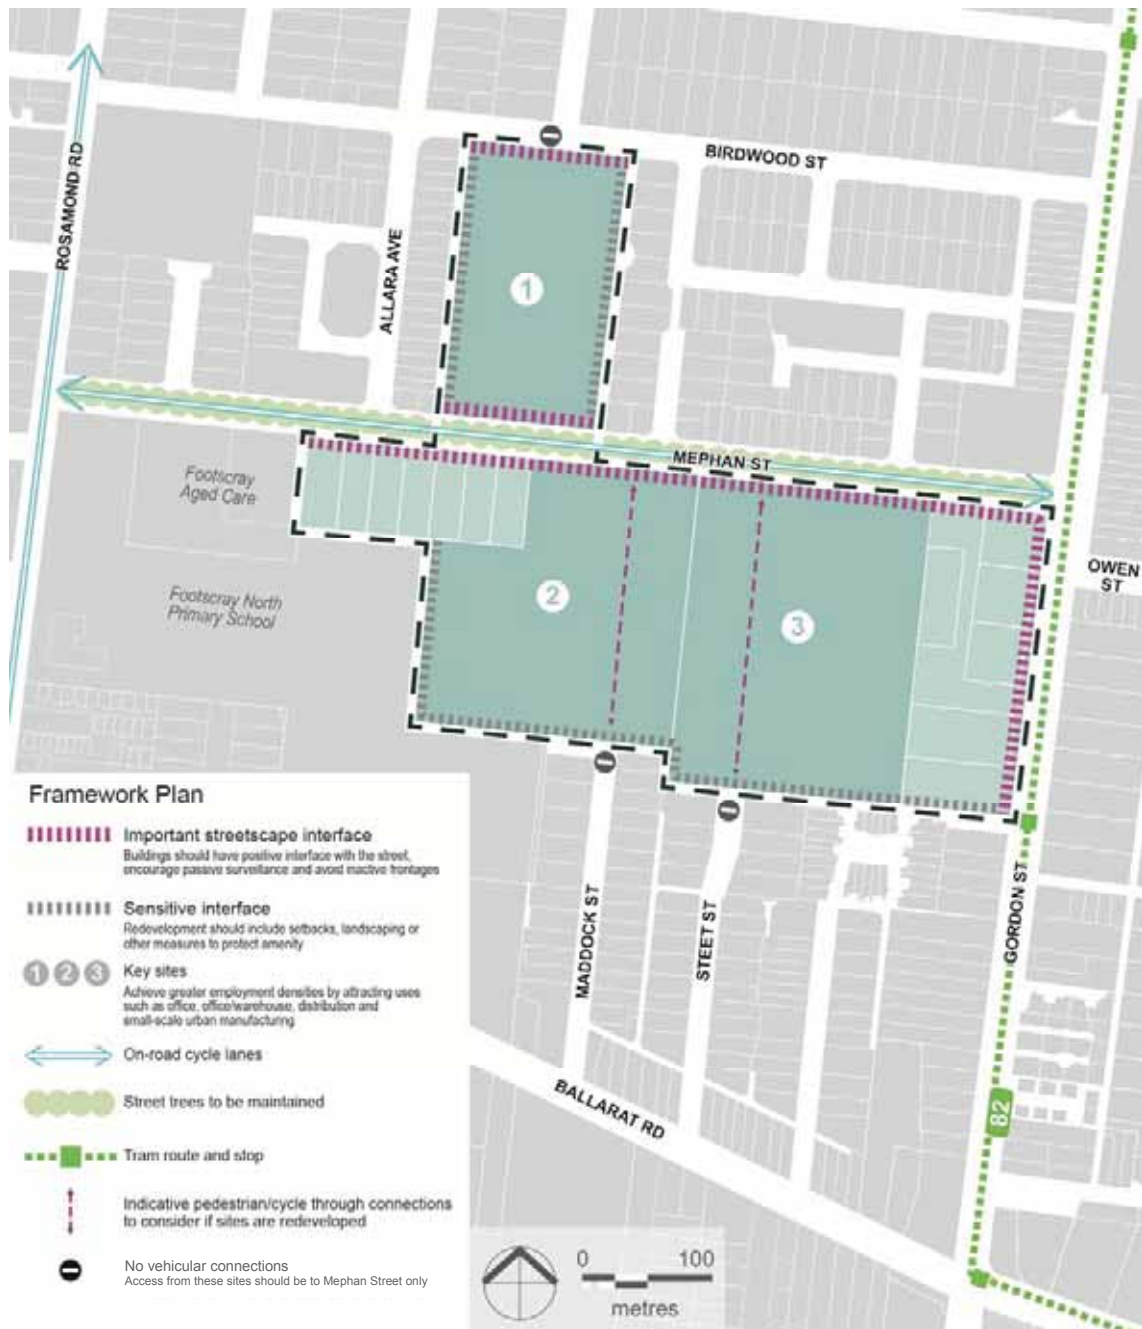 BIRDWOOD ST
ROSAMOND RD
ALLARA AVE
1
MEPHAN ST
Footscray
Aged Care
OWEN
ST
2
3
Footscray North
Primary School
MADDOCK ST
STEET ST
GORDON ST
BALLARAT RD
82
Framework Plan
Important streetscape interface
Buildings should have positive interface with the street,
encourage passive surveillance and avoid inactive frontages
Sensitive interface
Redevelopment should include setbacks, landscaping or
other measures to protect amenity
1 2 3 Key sites
Achieve greater employment densities by attracting uses
such as office, office/warehouse, distribution and
small-scale urban manufacturing
On-road cycle lanes
Street trees to be maintained
Tram route and stop
Indicative pedestrian/cycle through connections
to consider if sites are redeveloped
No vehicular connections
Access from these sites should be to Mephan Street only
0 100
metres